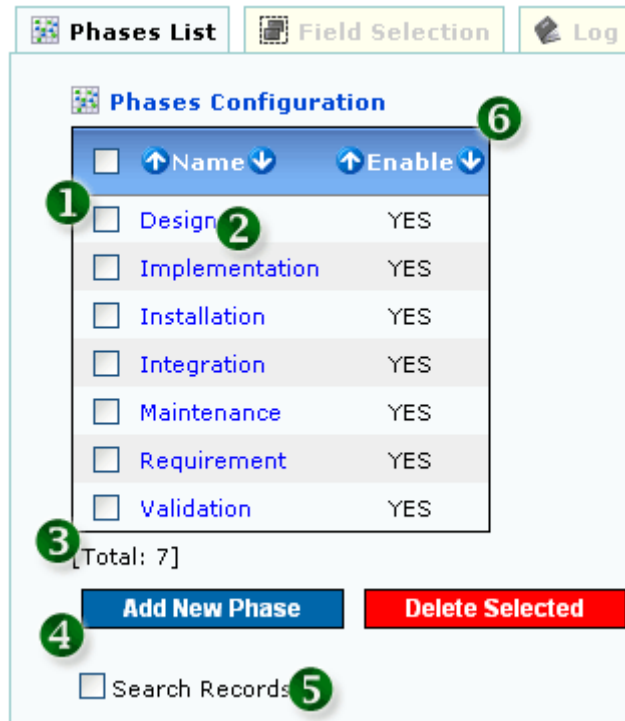 Phases List
Field Selection
Log
Phases Configuration
6
Name
Enable
1
Design
2
YES
Implementation
YES
Installation
YES
Integration
YES
Maintenance
YES
Requirement
YES
Validation
YES
3
[Total: 7]
Add New Phase
Delete Selected
4
Search Records
5